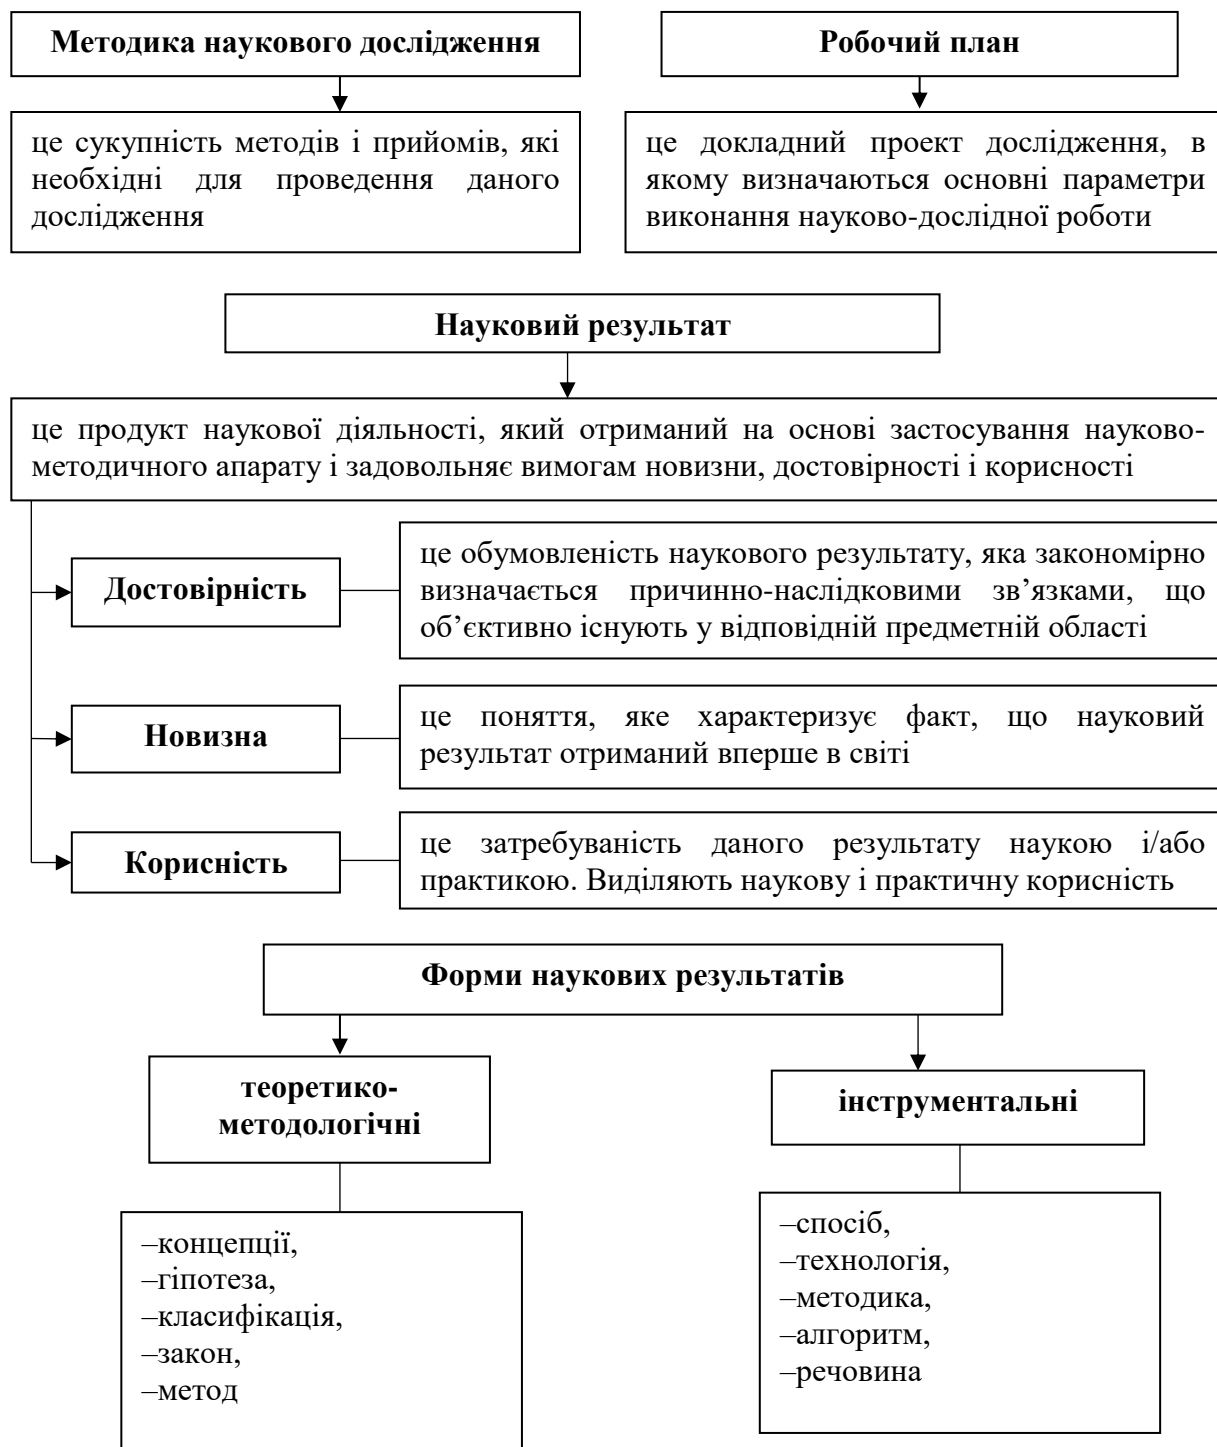 Методика наукового дослідження
Робочий план
це сукупність методів і прийомів, які
необхідні для проведення даного
дослідження
це докладний проект дослідження, в
якому визначаються основні параметри
виконання науково-дослідної роботи
Науковий результат
це продукт наукової діяльності, який отриманий на основі застосування науково-
методичного апарату і задовольняє вимогам новизни, достовірності і корисності
Достовірність
це обумовленість наукового результату, яка закономірно
визначається причинно-наслідковими зв’язками, що
об’єктивно існують у відповідній предметній області
Новизна
це поняття, яке характеризує факт, що науковий
результат отриманий вперше в світі
Корисність
це затребуваність даного результату наукою і/або
практикою. Виділяють наукову і практичну корисність
Форми наукових результатів
теоретико-
методологічні
–концепції,
–гіпотеза,
–класифікація,
–закон,
–метод
інструментальні
–спосіб,
–технологія,
–методика,
–алгоритм,
–речовина